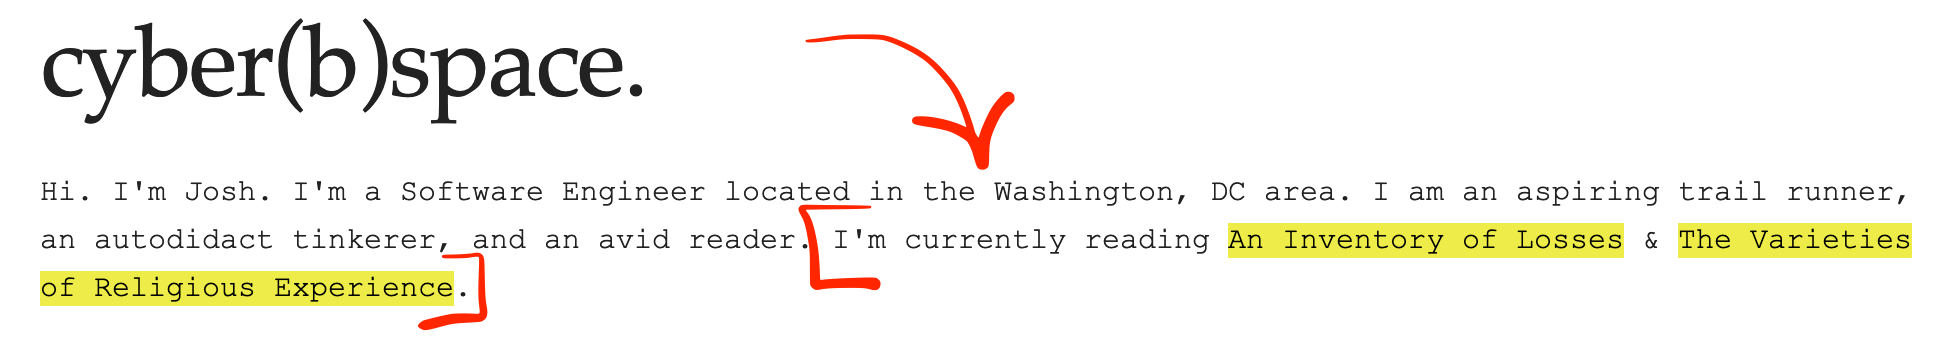 cyber(b)space.
Hi. I'm Josh. I'm a Software Engineer located in the Washington, DC area. I am an aspiring trail runner,
an autodidact tinkerer, and an avid reader. I'm currently reading An Inventory of Losses & The Varieties
of Religious Experience.